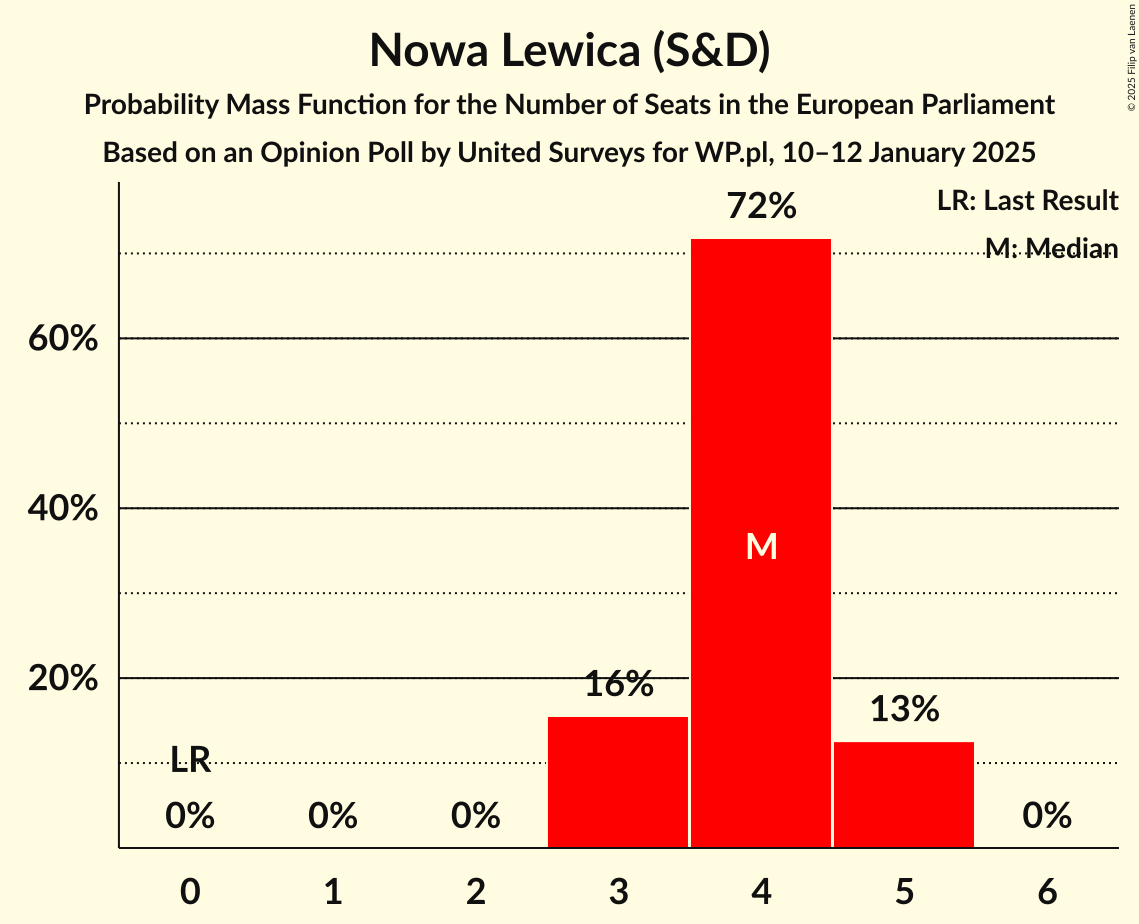 Nowa Lewica (S&D)
Probability Mass Function for the Number of Seats in the European Parliament
Based on an Opinion Poll by United Surveys for WP.pl, 10–12 January 2025
© 2025 Filip van Laenen
LR: Last Result
M: Median
72%
60%
40%
M
20%
16%
13%
LR
0%
0%
0%
0%
0
1
2
3
4
5
6